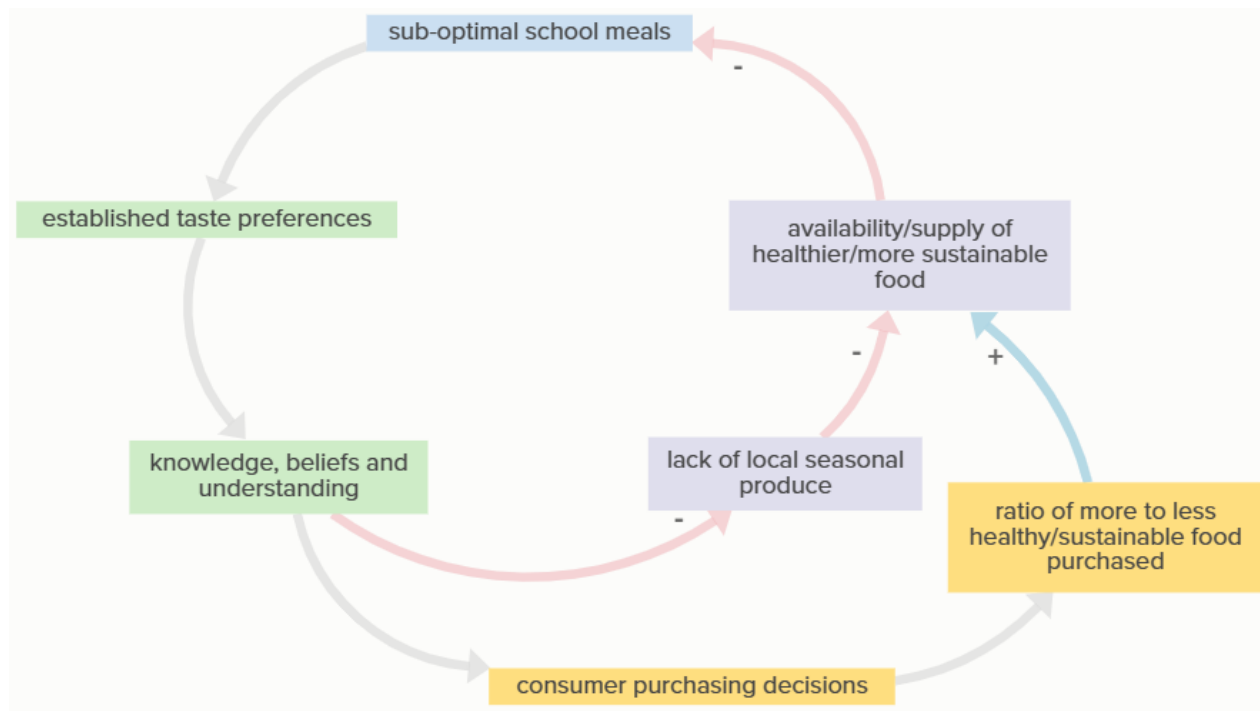 sub-optimal school meals
-
established taste preferences
availability/supply of
healthier/more sustainable
food
-
+
knowledge, beliefs and
understanding
lack of local seasonal
produce
-
ratio of more to less
healthy/sustainable food
purchased
consumer purchasing decisions